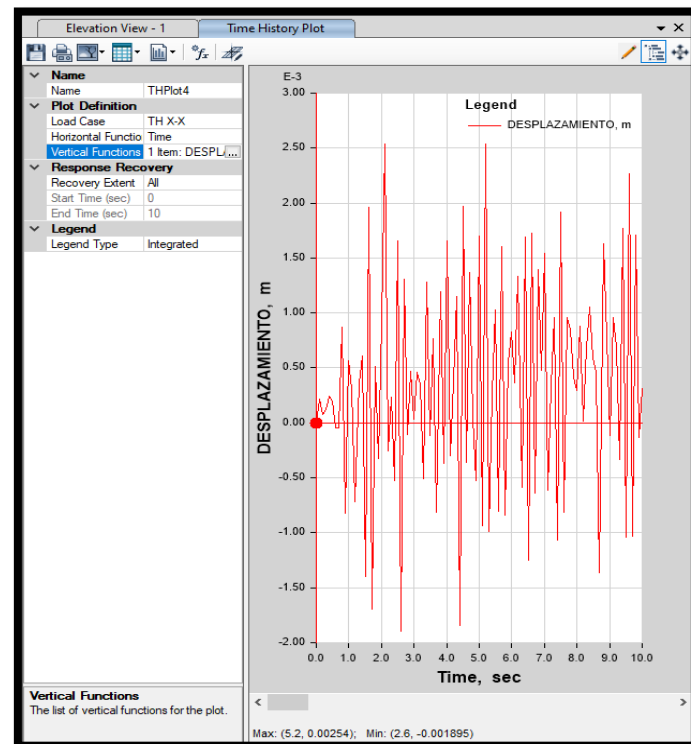 Elevation View - 1
Time History Plot
Name
Name THPlot4
Plot Definition
Load Case TH X-X
Horizontal Functio Time
Vertical Functions 1 Item: DESPL/ ...
Response Recovery
Recovery Extent All
Start Time (sec) 0
End Time (sec) 10
Legend
Legend Type Integrated
Vertical Functions
The list of vertical functions for the plot.
E-3
3.00
2.50
2.00
1.50
1.00
0.50
0.00
-0.50
-1.00
-1.50
-2.00
DESPLAZAMIENTO, m
Legend
DESPLAZAMIENTO, m
0.0 1.0 2.0 3.0 4.0 5.0 6.0 7.0 8.0 9.0 10.0
Time, sec
Max: (5.2, 0.00254); Min: (2.6, -0.001895)